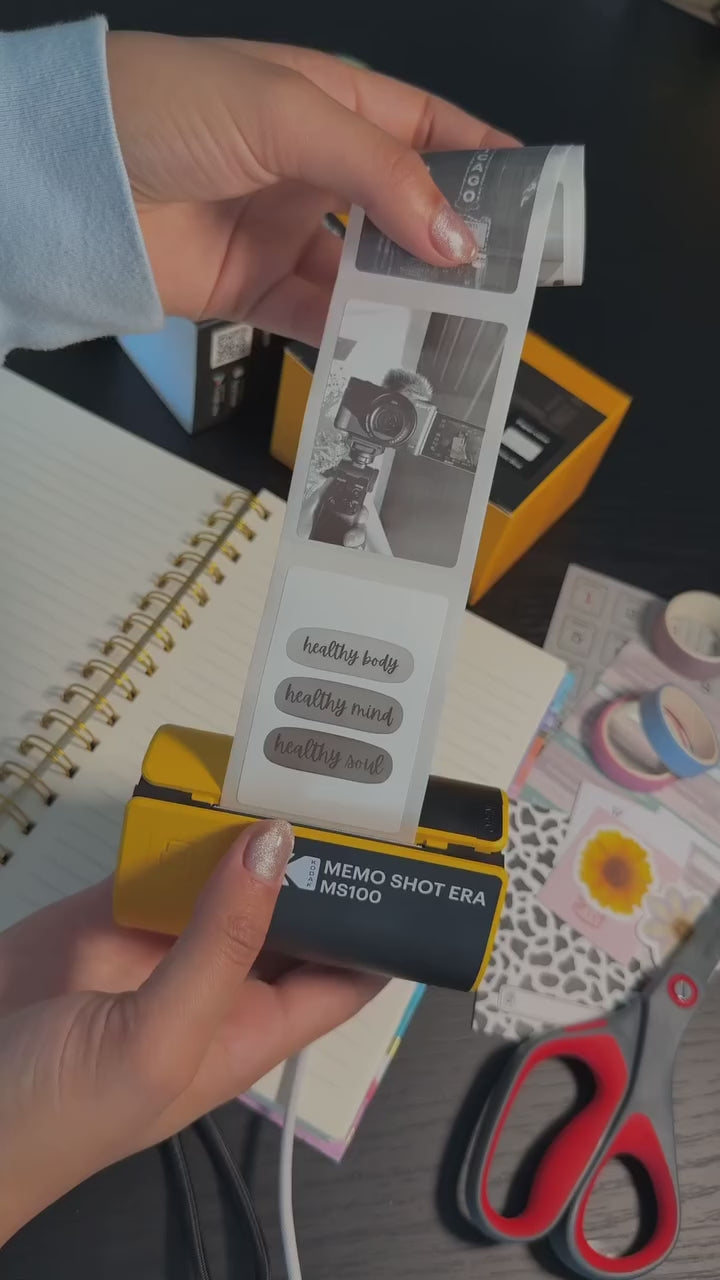 healthy body
healthy mind
healthy soul
KODAK
MEMO SHOT ERA
MS100